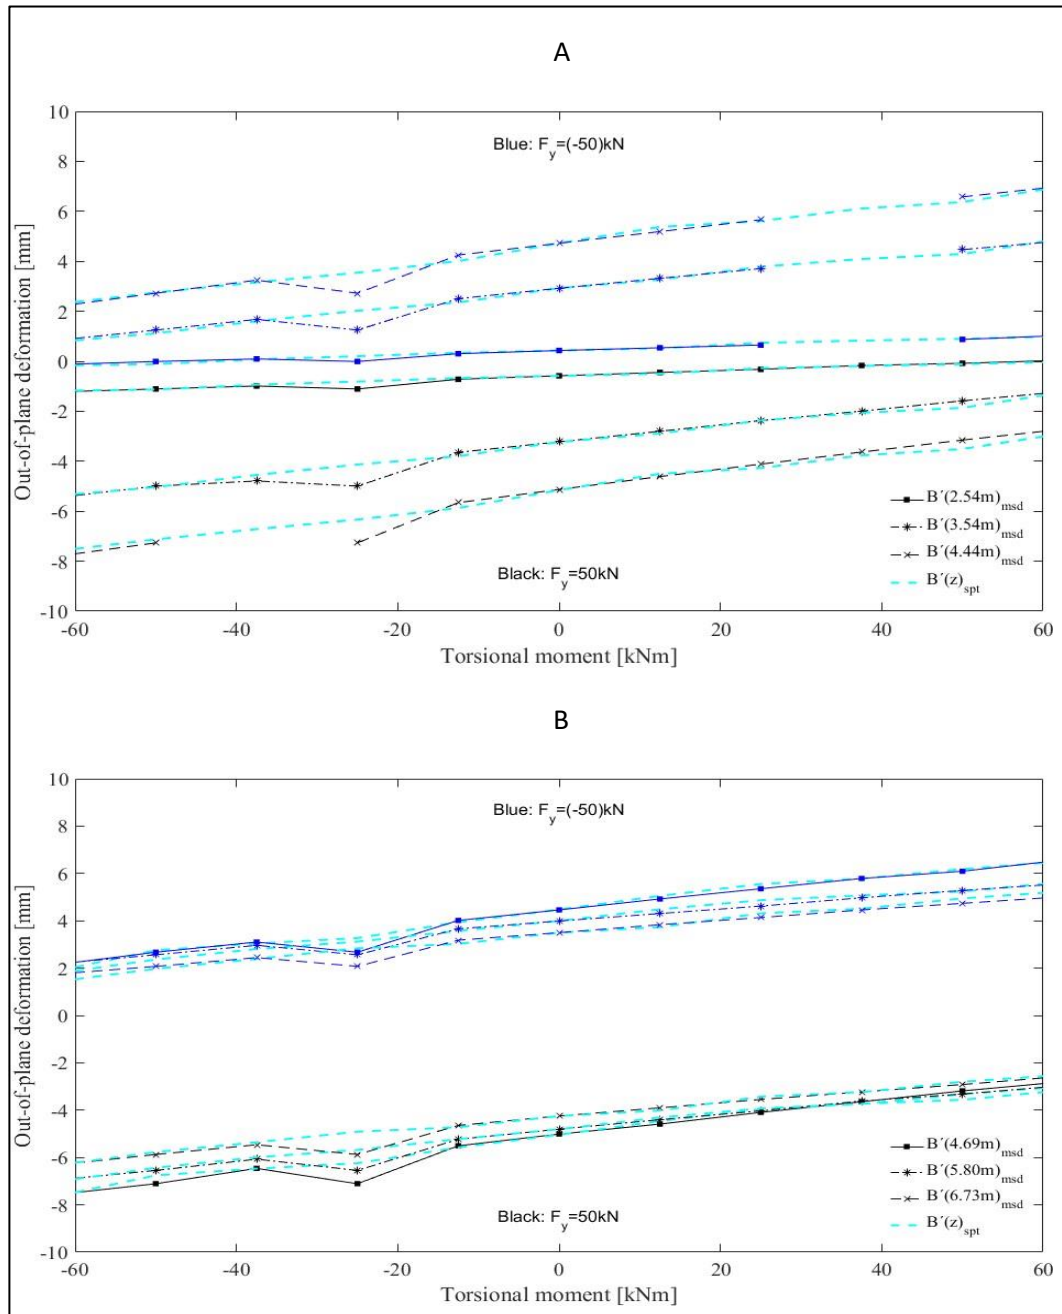 A
10
8
6
4
2
0
-2
-4
-6
-8
-10
Out-of-plane deformation [mm]
Blue: F_y=(-50)kN
Black: F_y=50kN
B´(2.54m)_msd
B´(3.54m)_msd
B´(4.44m)_msd
B´(z)_spt
-60 -40 -20 0 20 40 60
Torsional moment [kNm]
B
10
8
6
4
2
0
-2
-4
-6
-8
-10
Out-of-plane deformation [mm]
Blue: F_y=(-50)kN
Black: F_y=50kN
B´(4.69m)_msd
B´(5.80m)_msd
B´(6.73m)_msd
B´(z)_spt
-60 -40 -20 0 20 40 60
Torsional moment [kNm]